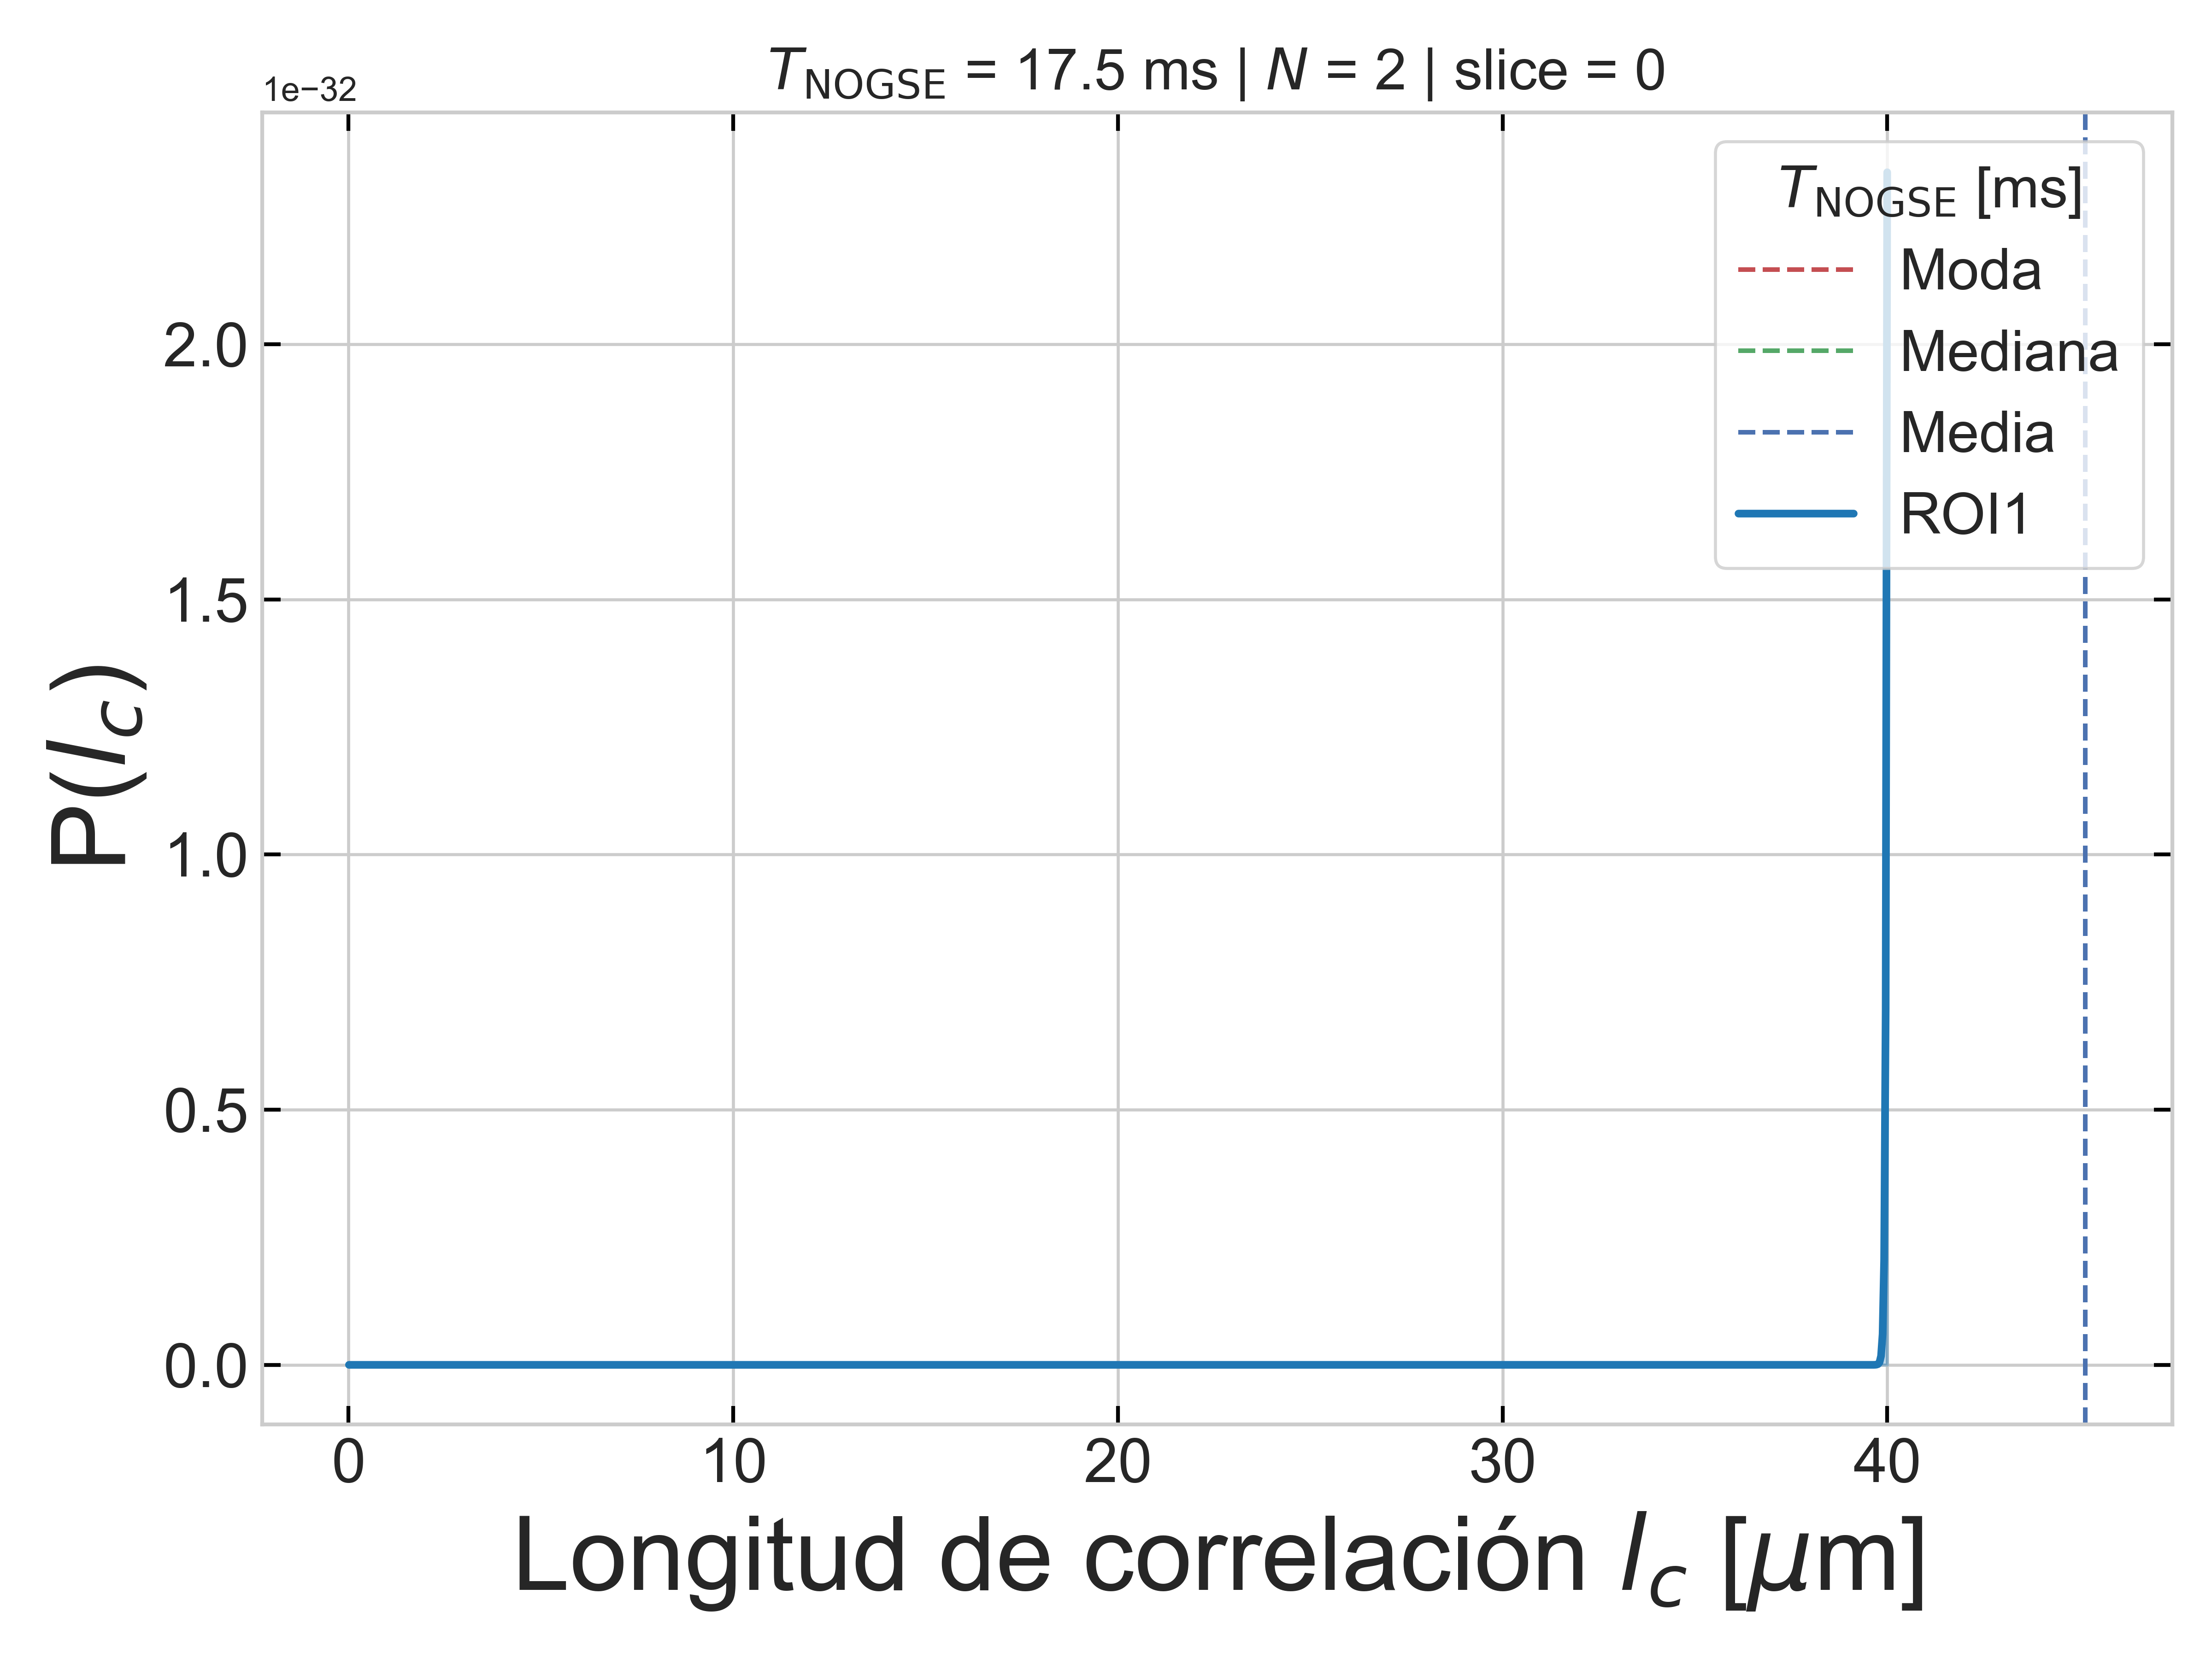 T_NOGSE = 17.5 ms | N = 2 | slice = 0
1e−32
T_NOGSE [ms]
Moda
Mediana
Media
ROI1
P(l_c)
2.0
1.5
1.0
0.5
0.0
0 10 20 30 40
Longitud de correlación l_c [μm]